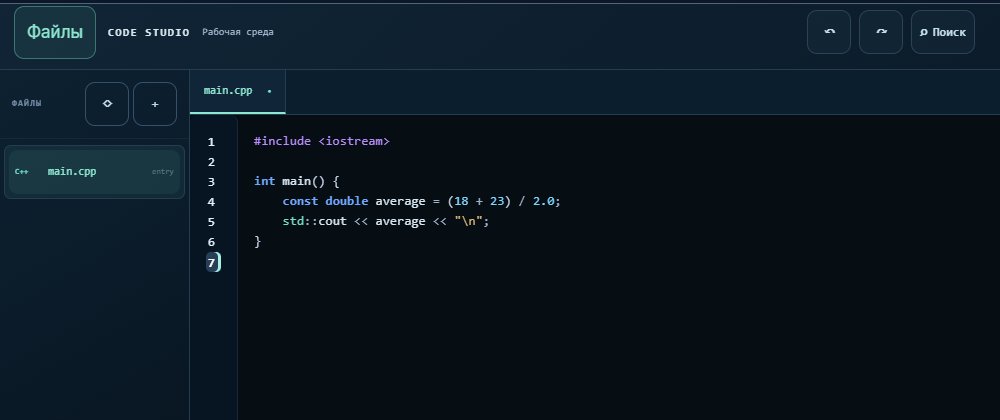 Файлы CODE STUDIO Рабочая среда Поиск
ФАЙЛЫ + main.cpp
C++ main.cpp entry
1 #include <iostream>
2
3 int main() {
4     const double average = (18 + 23) / 2.0;
5     std::cout << average << "\n";
6 }
7